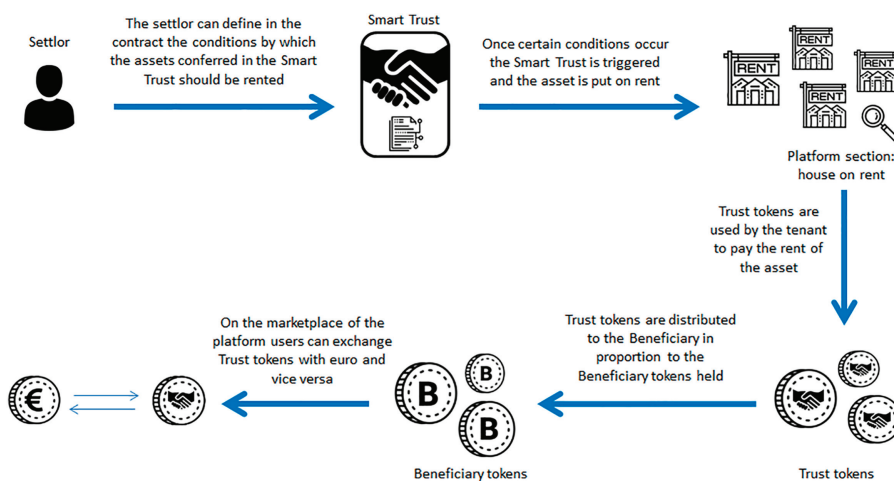 Settlor
The settlor can define in the
contract the conditions by which
the assets conferred in the Smart
Trust should be rented
Smart Trust
Once certain conditions occur
the Smart Trust is triggered
and the asset is put on rent
RENT
RENT
RENT
RENT
Platform section:
house on rent
Trust tokens are
used by the tenant
to pay the rent of
the asset
Trust tokens are distributed
to the Beneficiary in
proportion to the
Beneficiary tokens held
On the marketplace of the
platform users can exchange
Trust tokens with euro and
vice versa
€
B
B
B
Beneficiary tokens
Trust tokens